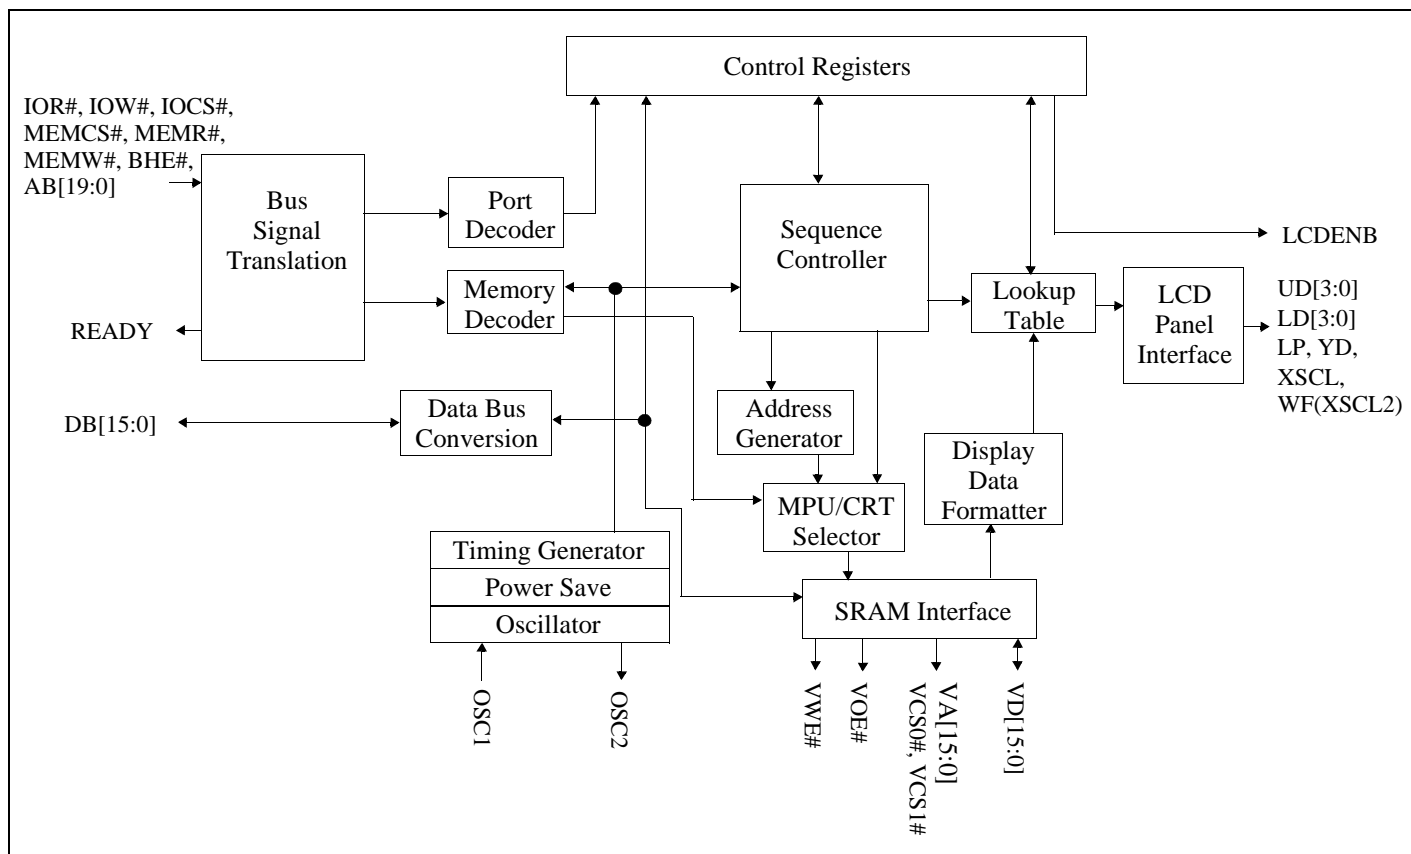 Control Registers
IOR#, IOW#, IOCS#,
MEMCS#, MEMR#,
MEMW#, BHE#,
AB[19:0]
Bus
Signal
Translation
Port
Decoder
Sequence
Controller
LCDENB
Memory
Decoder
Lookup
Table
LCD
Panel
Interface
UD[3:0]
LD[3:0]
LP, YD,
XSCL,
WF(XSCL2)
READY
DB[15:0]
Data Bus
Conversion
Address
Generator
Display
Data
Formatter
MPU/CRT
Selector
Timing Generator
Power Save
Oscillator
SRAM Interface
OSC1
OSC2
VWE#
VOE#
VA[15:0]
VCS0#, VCS1#
VD[15:0]